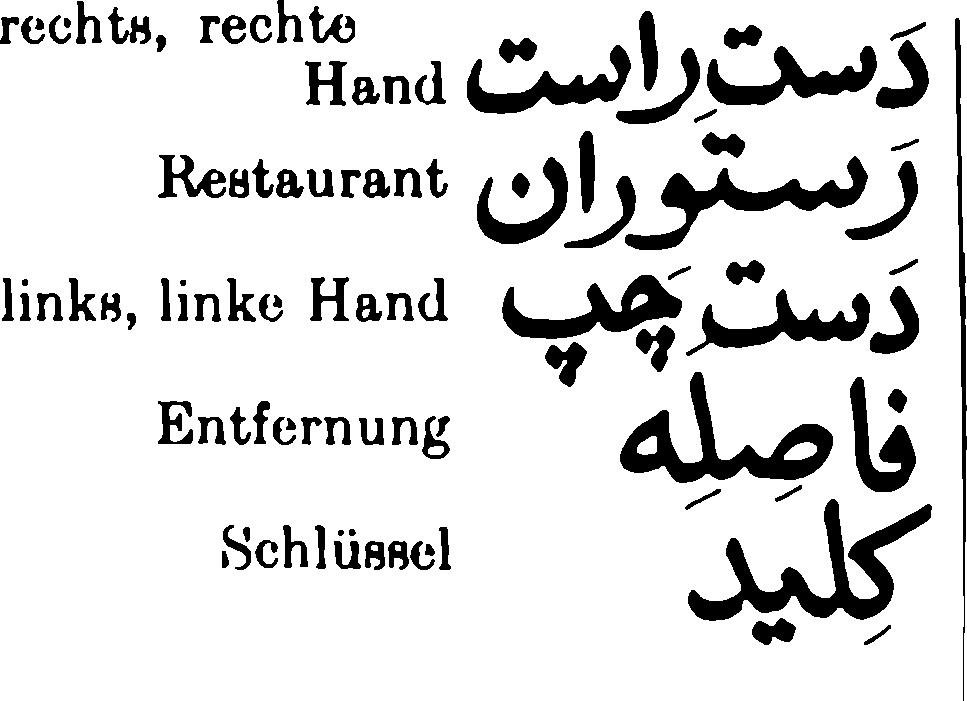 rechts, rechte دَستِ راست
Hand
Restaurant رَستوران
links, linke Hand دَستِ چَپ
Entfernung فاصِلِه
Schlüssel کِلید